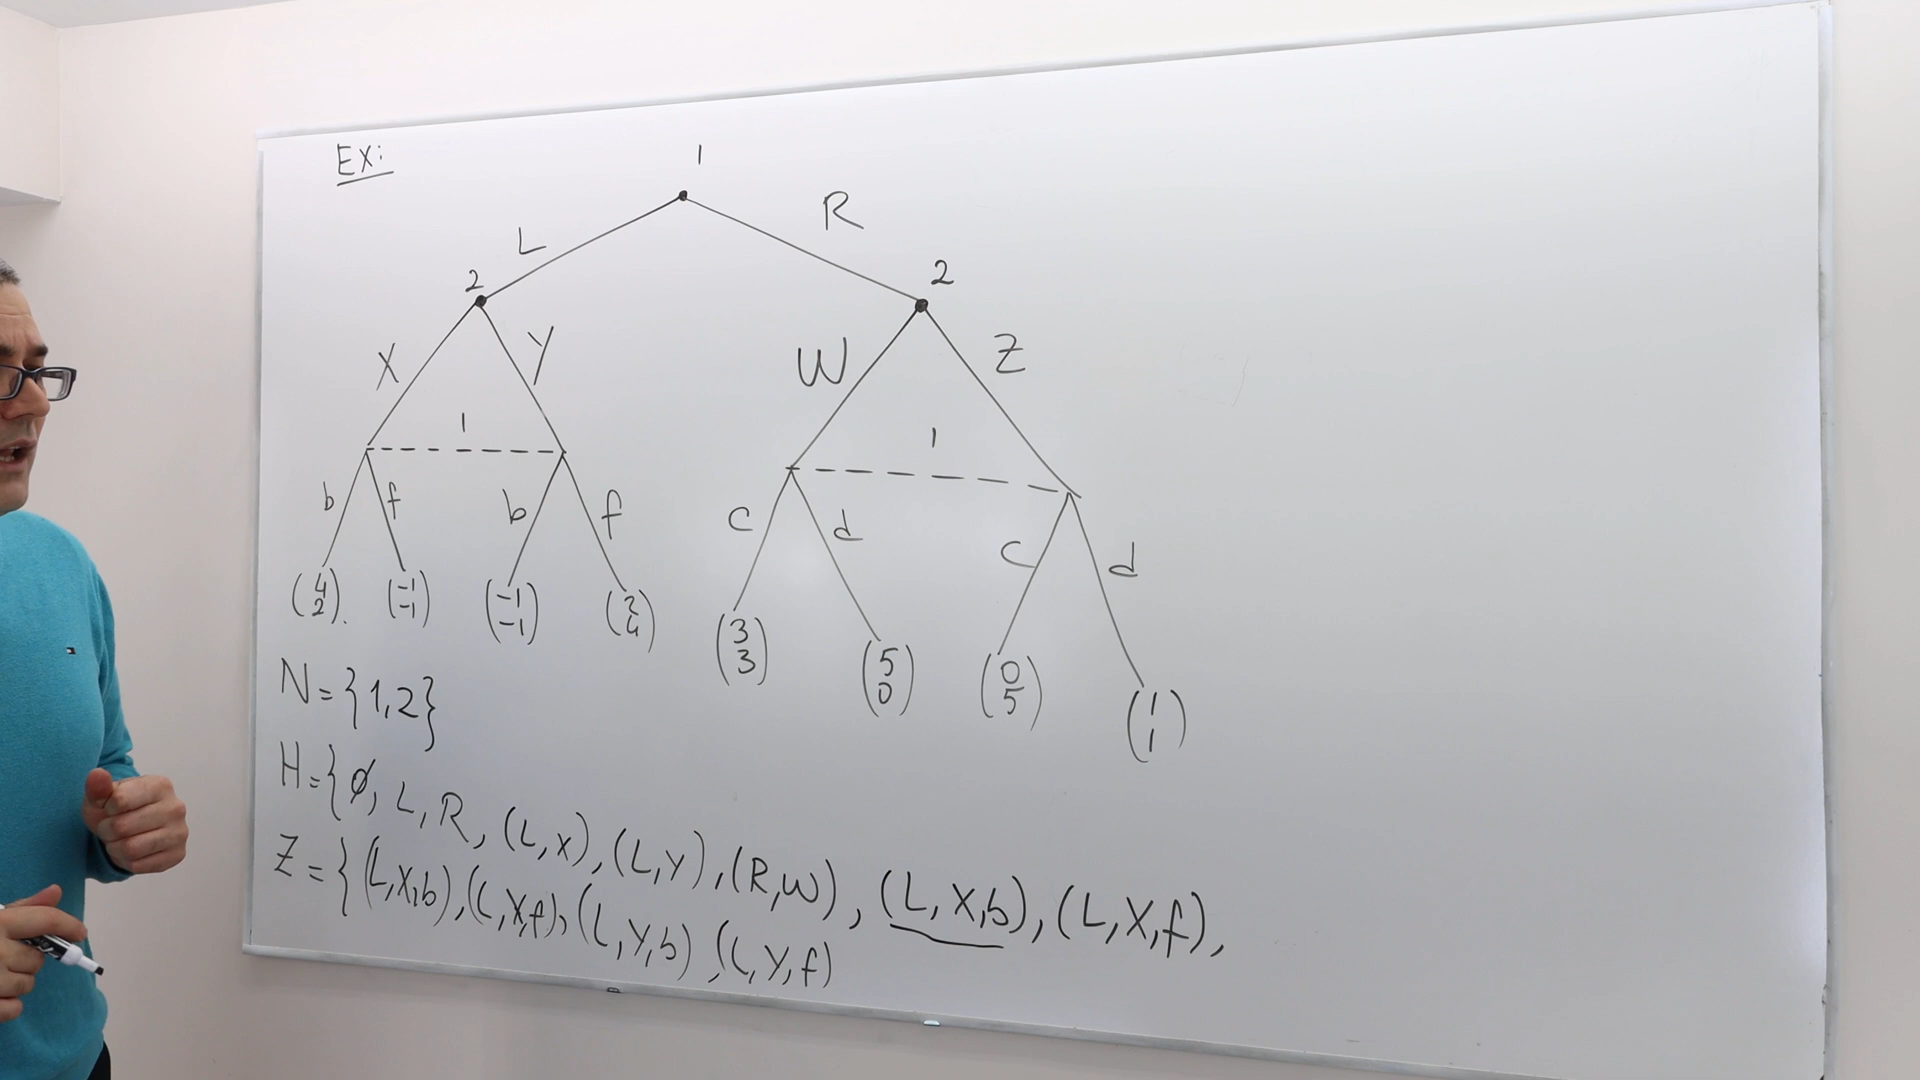 Ex:
1
L R
2 2
X Y W Z
1 1
b f b f c d c d
(4 2). (-1 -1) (-1 -1) (2 4) (3 3) (5 0) (0 5) (1 1)
N={1,2}
H={∅, L, R, (L,X), (L,Y), (R,W), (L,X,b), (L,X,f),
Z={(L,X,b),(L,X,f),(L,Y,b),(L,Y,f)